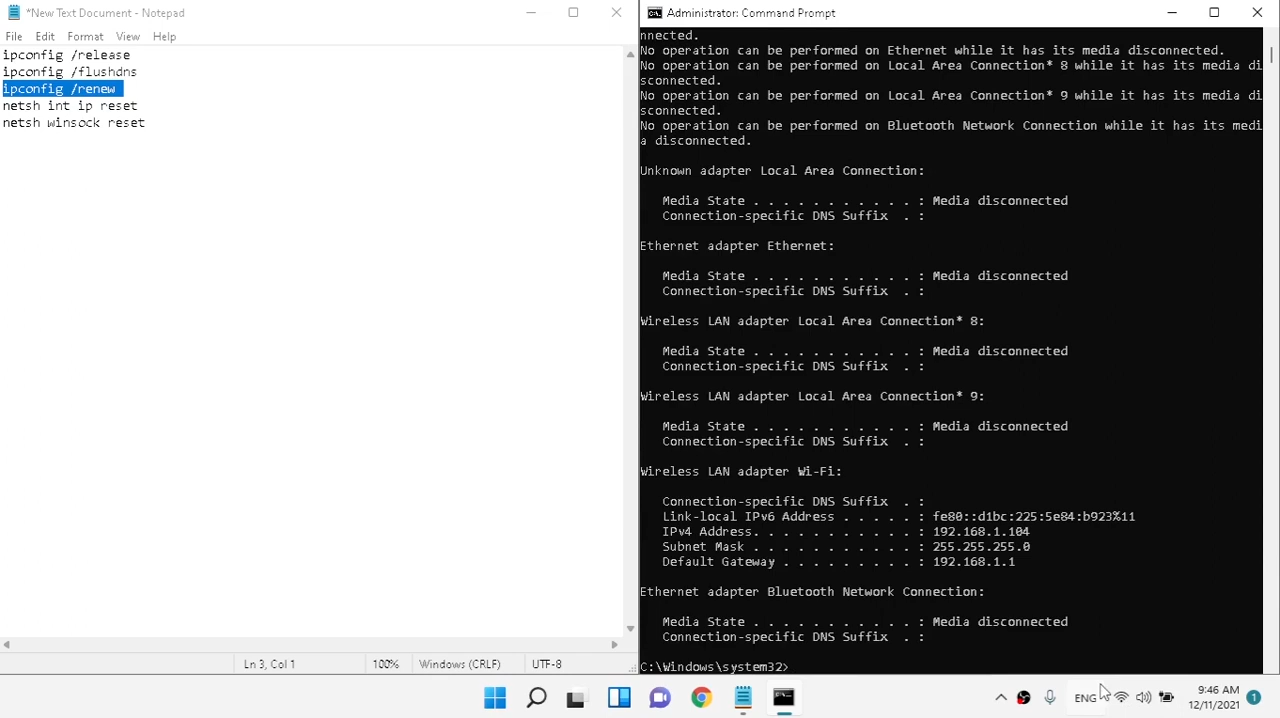 *New Text Document - Notepad
File Edit Format View Help
ipconfig /release
ipconfig /flushdns
ipconfig /renew
netsh int ip reset
netsh winsock reset
Ln 3, Col 1 100% Windows (CRLF) UTF-8
Administrator: Command Prompt
nnected.
No operation can be performed on Ethernet while it has its media disconnected.
No operation can be performed on Local Area Connection* 8 while it has its media di
sconnected.
No operation can be performed on Local Area Connection* 9 while it has its media di
sconnected.
No operation can be performed on Bluetooth Network Connection while it has its medi
a disconnected.
Unknown adapter Local Area Connection:
Media State . . . . . . . . . . . : Media disconnected
Connection-specific DNS Suffix  . :
Ethernet adapter Ethernet:
Media State . . . . . . . . . . . : Media disconnected
Connection-specific DNS Suffix  . :
Wireless LAN adapter Local Area Connection* 8:
Media State . . . . . . . . . . . : Media disconnected
Connection-specific DNS Suffix  . :
Wireless LAN adapter Local Area Connection* 9:
Media State . . . . . . . . . . . : Media disconnected
Connection-specific DNS Suffix  . :
Wireless LAN adapter Wi-Fi:
Connection-specific DNS Suffix  . :
Link-local IPv6 Address . . . . . : fe80::d1bc:225:5e84:b923%11
IPv4 Address. . . . . . . . . . . : 192.168.1.104
Subnet Mask . . . . . . . . . . . : 255.255.255.0
Default Gateway . . . . . . . . . : 192.168.1.1
Ethernet adapter Bluetooth Network Connection:
Media State . . . . . . . . . . . : Media disconnected
Connection-specific DNS Suffix  . :
C:\Windows\system32>
ENG
9:46 AM
12/11/2021
1